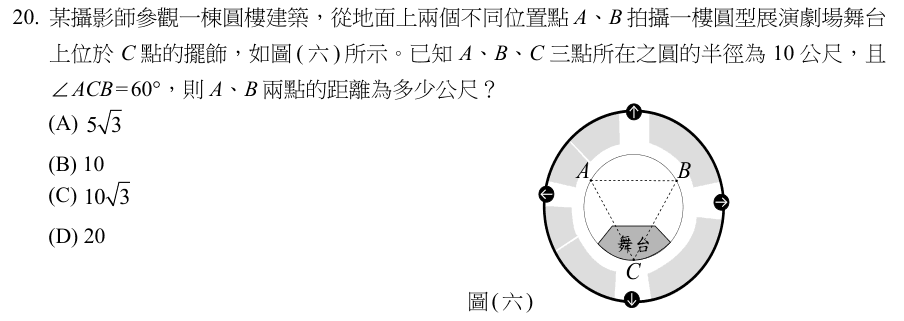 20. 某攝影師參觀一棟圓樓建築，從地面上兩個不同位置點 A、B 拍攝一樓圓型展演劇場舞台
上位於 C 點的擺飾，如圖(六)所示。已知 A、B、C 三點所在之圓的半徑為 10 公尺，且
∠ACB=60°，則 A、B 兩點的距離為多少公尺？
(A) 5√3
(B) 10
(C) 10√3
(D) 20
A
B
舞台
C
圖(六)